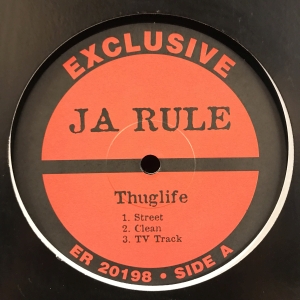 EXCLUSIVE
JA RULE
Thuglife
1. Street
2. Clean
3. TV Track
ER 20198 • SIDE A